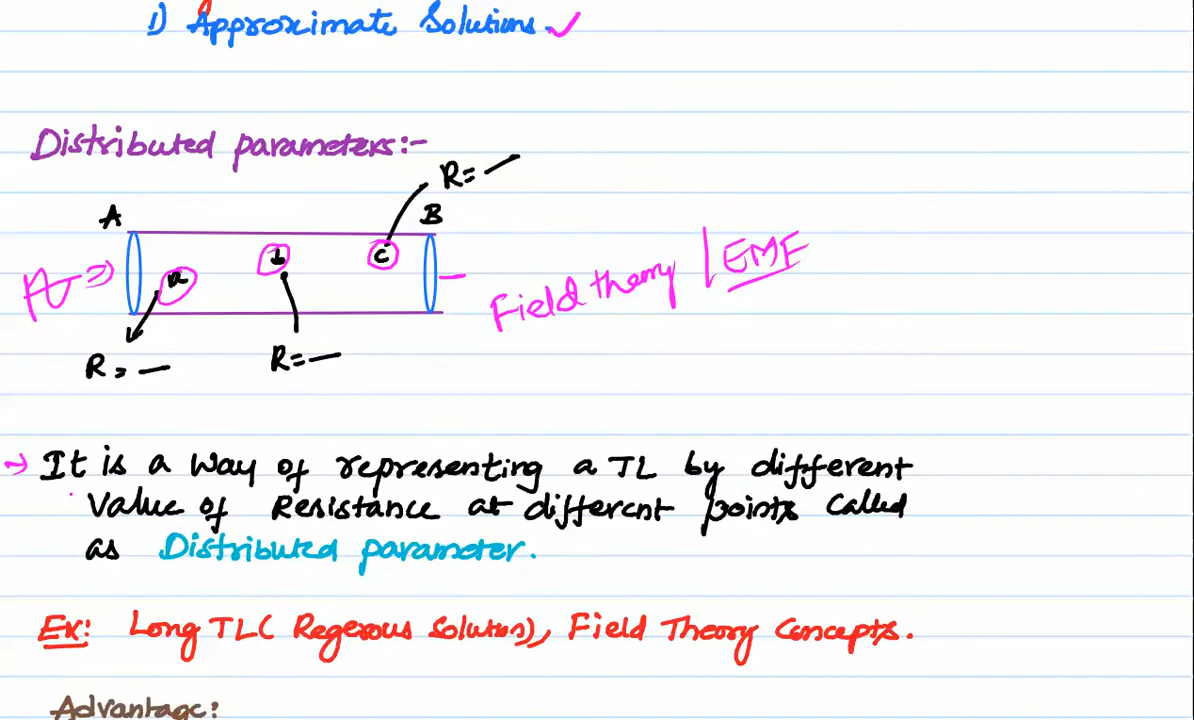 1) Approximate Solutions.
Distributed parameters:-
R= —
A
B
a
b
c
Field theory | EMF
R= —
R= —
→ It is a way of representing a TL by different
Value of Resistance at different points called
as Distributed parameter.
Ex: Long TL( Regerous Solution), Field Theory Concepts.
Advantage: